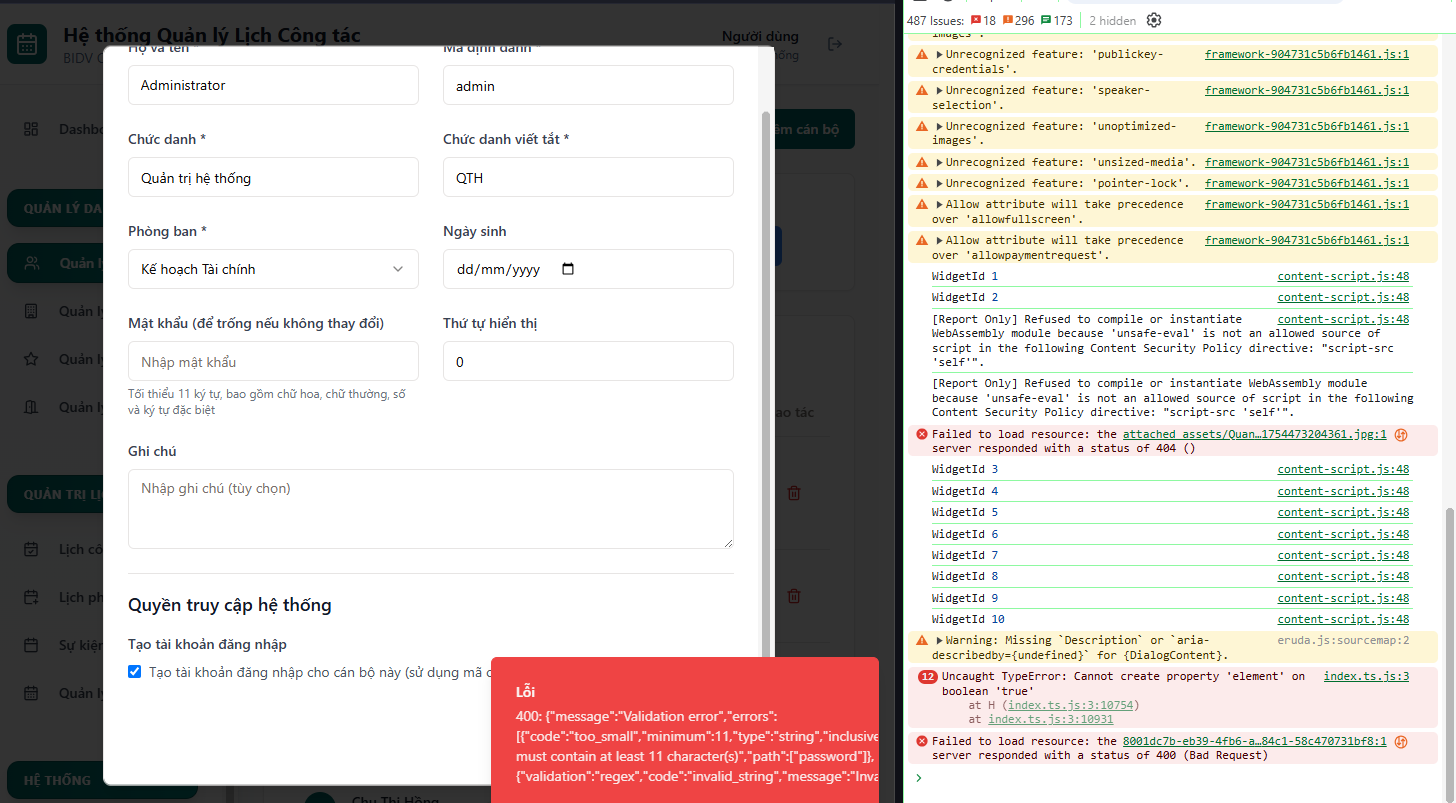 Hệ thống Quản lý Lịch Công tác
Người dùng
BIDV
Họ và tên
Mã định danh
Administrator
admin
Chức danh *
Chức danh viết tắt *
Quản trị hệ thống
QTH
Phòng ban *
Ngày sinh
Kế hoạch Tài chính
dd/mm/yyyy
Mật khẩu (để trống nếu không thay đổi)
Thứ tự hiển thị
Nhập mật khẩu
0
Tối thiểu 11 ký tự, bao gồm chữ hoa, chữ thường, số
và ký tự đặc biệt
Ghi chú
Nhập ghi chú (tùy chọn)
Quyền truy cập hệ thống
Tạo tài khoản đăng nhập
Tạo tài khoản đăng nhập cho cán bộ này (sử dụng mã
Lỗi
400: {"message":"Validation error","errors":
[{"code":"too_small","minimum":11,"type":"string","inclusive
must contain at least 11 character(s)","path":["password"]},
{"validation":"regex","code":"invalid_string","message":"Inva
Dashb
QUẢN LÝ DA
Quản l
Quản lý
Quản lý
Quản lý
QUẢN TRỊ LỊ
Lịch cô
Lịch ph
Sự kiện
Quản lý
HỆ THỐNG
cán bộ
ao tác
Chu Thị Hồng
487 Issues: 18 296 173 2 hidden
images'.
Unrecognized feature: 'publickey-credentials'. framework-904731c5b6fb1461.js:1
Unrecognized feature: 'speaker-selection'. framework-904731c5b6fb1461.js:1
Unrecognized feature: 'unoptimized-images'. framework-904731c5b6fb1461.js:1
Unrecognized feature: 'unsized-media'. framework-904731c5b6fb1461.js:1
Unrecognized feature: 'pointer-lock'. framework-904731c5b6fb1461.js:1
Allow attribute will take precedence framework-904731c5b6fb1461.js:1
over 'allowfullscreen'.
Allow attribute will take precedence framework-904731c5b6fb1461.js:1
over 'allowpaymentrequest'.
WidgetId 1 content-script.js:48
WidgetId 2 content-script.js:48
[Report Only] Refused to compile or instantiate content-script.js:48
WebAssembly module because 'unsafe-eval' is not an allowed source of
script in the following Content Security Policy directive: "script-src
'self'".
[Report Only] Refused to compile or instantiate WebAssembly module
because 'unsafe-eval' is not an allowed source of script in the following
Content Security Policy directive: "script-src 'self'".
Failed to load resource: the attached assets/Quan…1754473204361.jpg:1
server responded with a status of 404 ()
WidgetId 3 content-script.js:48
WidgetId 4 content-script.js:48
WidgetId 5 content-script.js:48
WidgetId 6 content-script.js:48
WidgetId 7 content-script.js:48
WidgetId 8 content-script.js:48
WidgetId 9 content-script.js:48
WidgetId 10 content-script.js:48
Warning: Missing `Description` or `aria- eruda.js:sourcemap:2
describedby={undefined}` for {DialogContent}.
12 Uncaught TypeError: Cannot create property 'element' on index.ts.js:3
boolean 'true'
at H (index.ts.js:3:10754)
at index.ts.js:3:10931
Failed to load resource: the 8001dc7b-eb39-4fb6-a…84c1-58c470731bf8:1
server responded with a status of 400 (Bad Request)